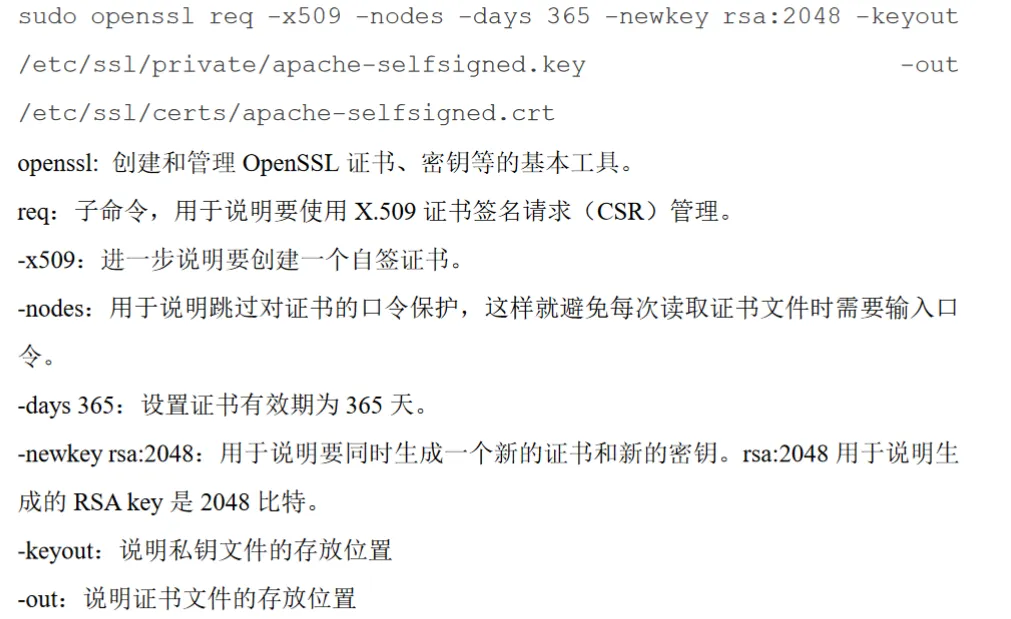 sudo openssl req -x509 -nodes -days 365 -newkey rsa:2048 -keyout
/etc/ssl/private/apache-selfsigned.key -out
/etc/ssl/certs/apache-selfsigned.crt
openssl: 创建和管理 OpenSSL 证书、密钥等的基本工具。
req：子命令，用于说明要使用 X.509 证书签名请求（CSR）管理。
-x509：进一步说明要创建一个自签证书。
-nodes：用于说明跳过对证书的口令保护，这样就避免每次读取证书文件时需要输入口
令。
-days 365：设置证书有效期为 365 天。
-newkey rsa:2048：用于说明要同时生成一个新的证书和新的密钥。rsa:2048 用于说明生
成的 RSA key 是 2048 比特。
-keyout：说明私钥文件的存放位置
-out：说明证书文件的存放位置